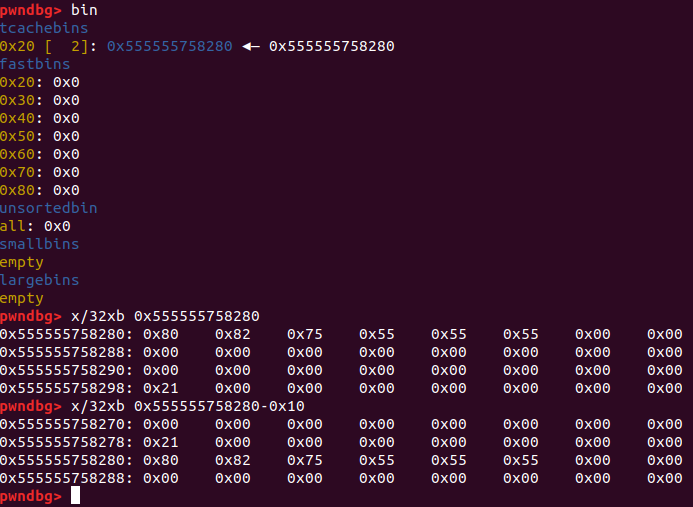 pwndbg> bin
tcachebins
0x20 [  2]: 0x555555758280 ◂— 0x555555758280
fastbins
0x20: 0x0
0x30: 0x0
0x40: 0x0
0x50: 0x0
0x60: 0x0
0x70: 0x0
0x80: 0x0
unsortedbin
all: 0x0
smallbins
empty
largebins
empty
pwndbg> x/32xb 0x555555758280
0x555555758280: 0x80 0x82 0x75 0x55 0x55 0x55 0x00 0x00
0x555555758288: 0x00 0x00 0x00 0x00 0x00 0x00 0x00 0x00
0x555555758290: 0x00 0x00 0x00 0x00 0x00 0x00 0x00 0x00
0x555555758298: 0x21 0x00 0x00 0x00 0x00 0x00 0x00 0x00
pwndbg> x/32xb 0x555555758280-0x10
0x555555758270: 0x00 0x00 0x00 0x00 0x00 0x00 0x00 0x00
0x555555758278: 0x21 0x00 0x00 0x00 0x00 0x00 0x00 0x00
0x555555758280: 0x80 0x82 0x75 0x55 0x55 0x55 0x00 0x00
0x555555758288: 0x00 0x00 0x00 0x00 0x00 0x00 0x00 0x00
pwndbg>